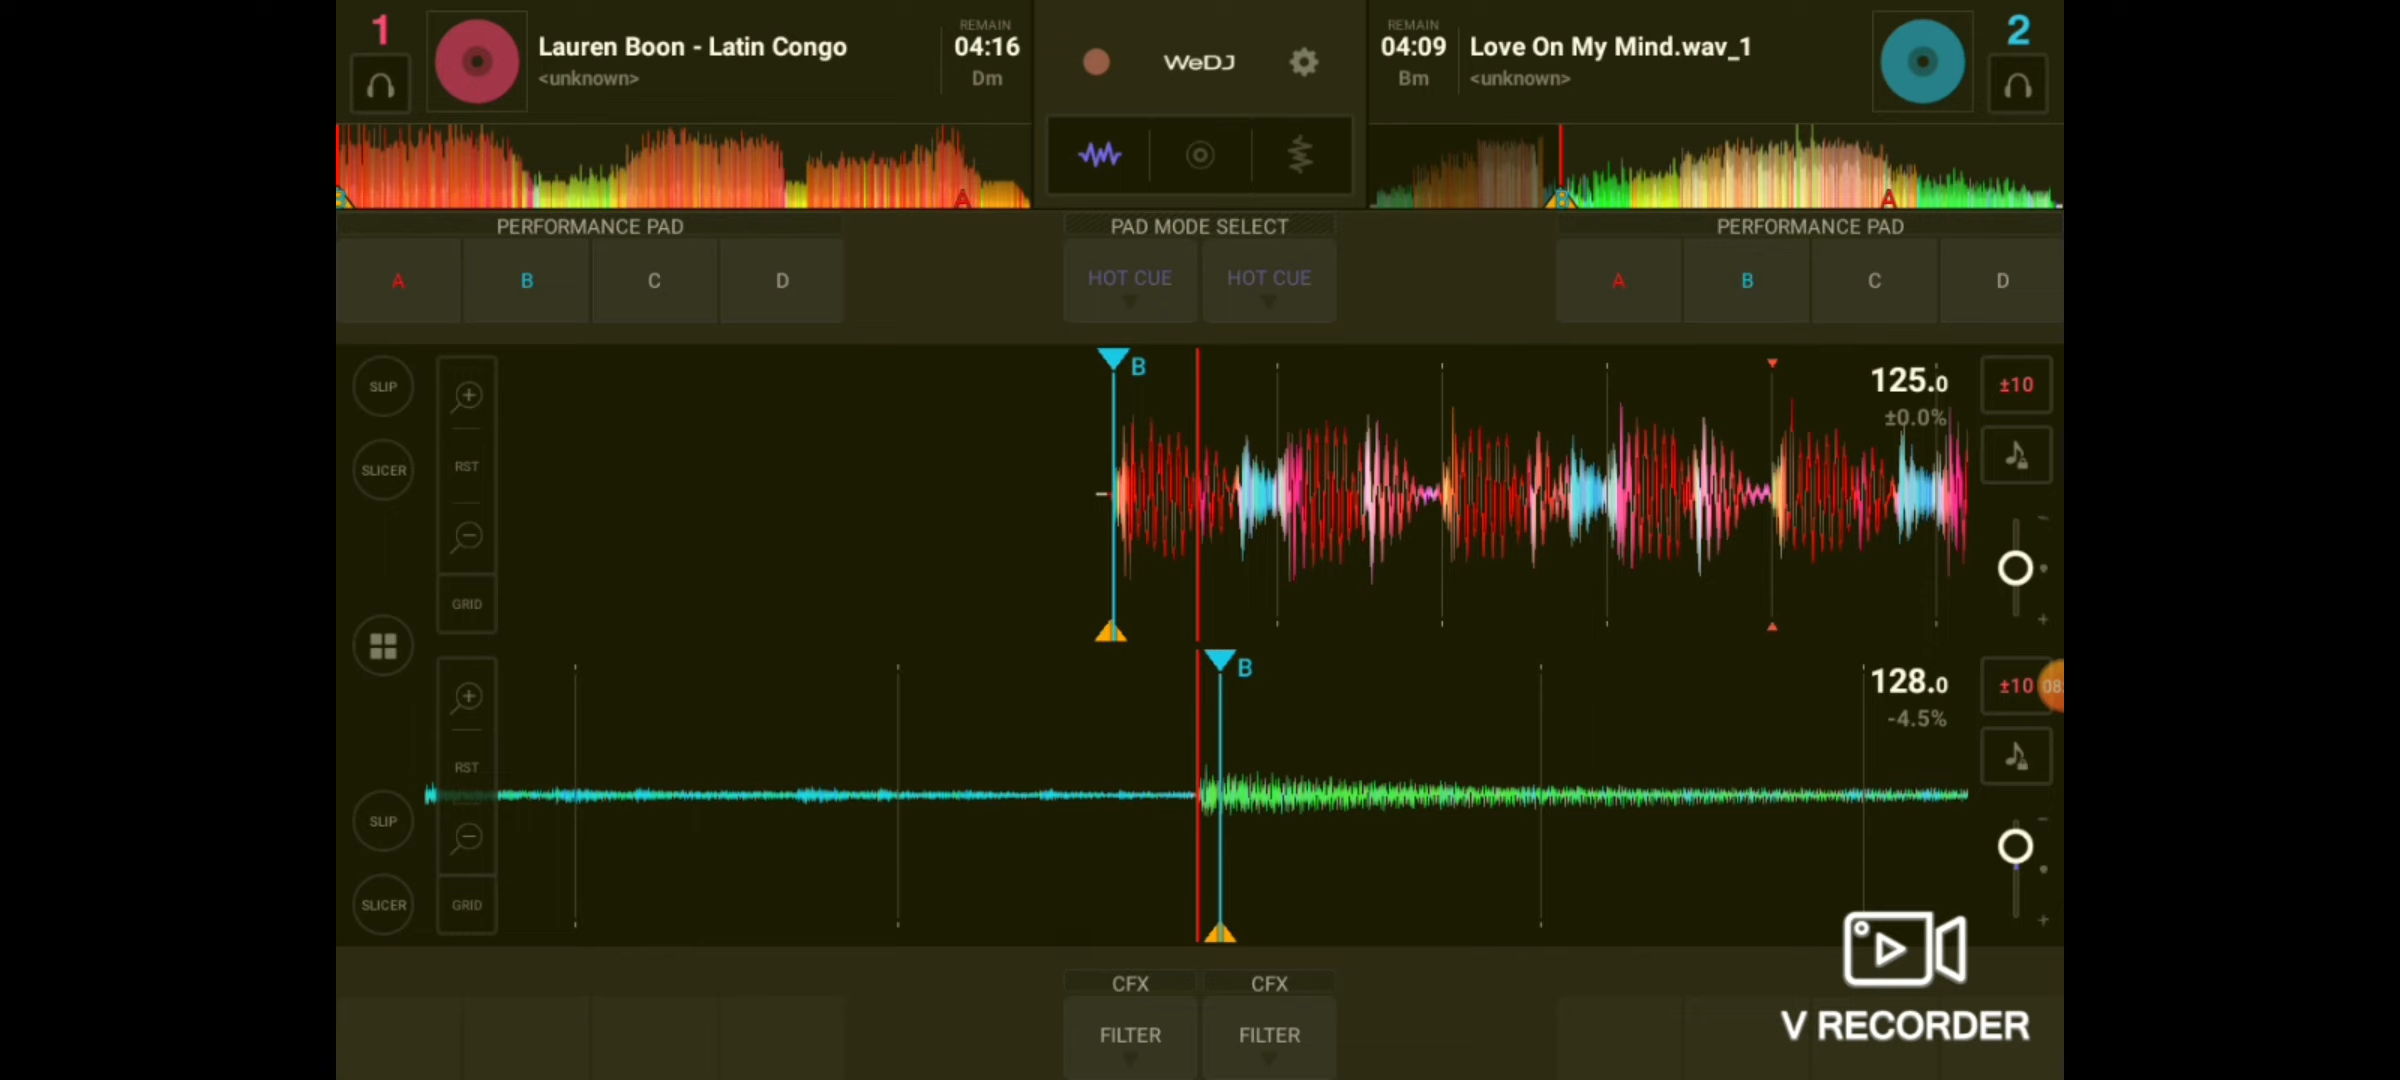 1
Lauren Boon - Latin Congo
<unknown>
REMAIN
04:16
Dm
WeDJ
REMAIN
04:09
Bm
Love On My Mind.wav_1
<unknown>
2
A
B
A
PERFORMANCE PAD
PAD MODE SELECT
PERFORMANCE PAD
A B C D
HOT CUE HOT CUE
A B C D
B
125.0
±0.0%
±10
SLIP
SLICER
RST
GRID
B
128.0
-4.5%
±10
08
RST
SLIP
SLICER
GRID
CFX CFX
FILTER FILTER
V RECORDER